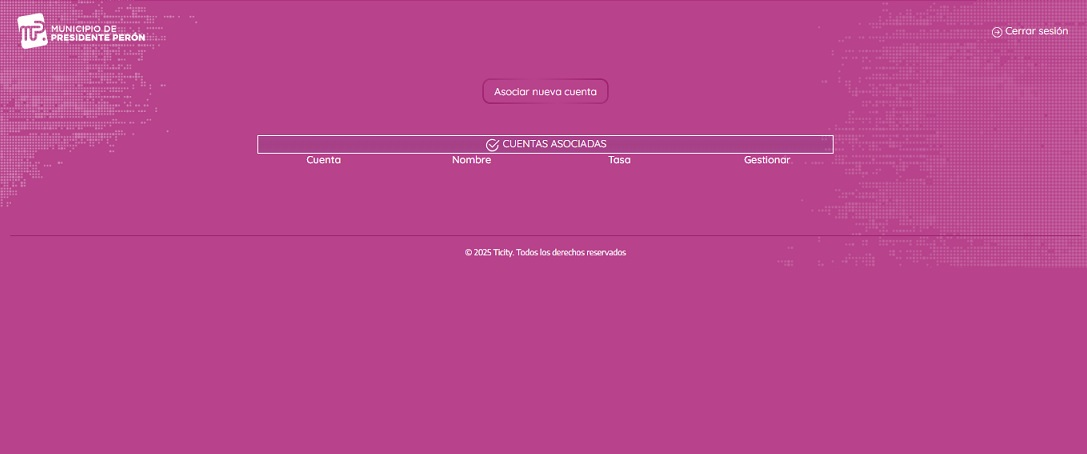 MUNICIPIO DE
PRESIDENTE PERÓN
Cerrar sesión
Asociar nueva cuenta
CUENTAS ASOCIADAS
Cuenta Nombre Tasa Gestionar
© 2025 Ticity. Todos los derechos reservados